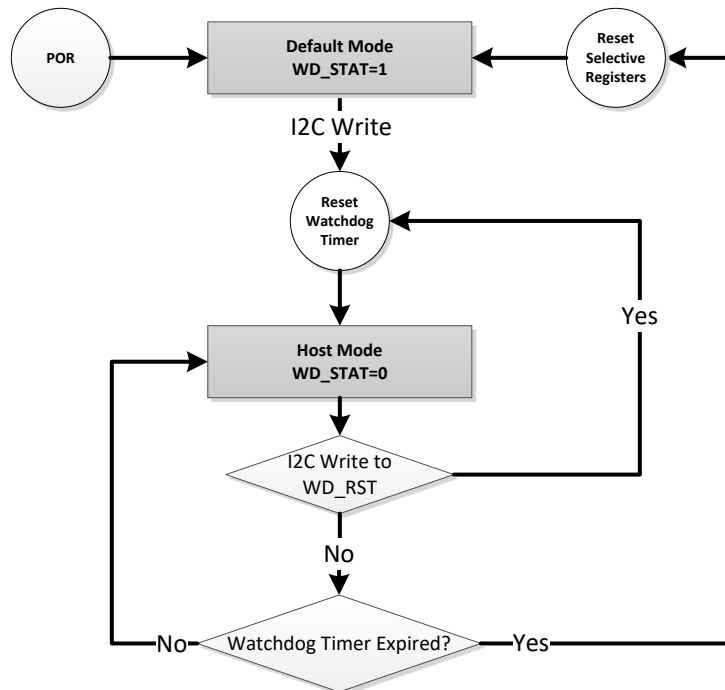 POR
Default Mode
WD_STAT=1
Reset
Selective
Registers
I2C Write
Reset
Watchdog
Timer
Yes
Host Mode
WD_STAT=0
I2C Write to
WD_RST
No
No
Watchdog Timer Expired?
Yes